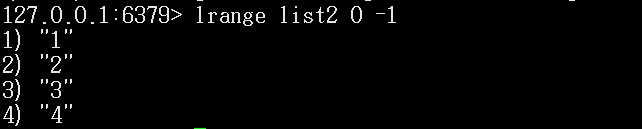 127.0.0.1:6379> lrange list2 0 -1
1) "1"
2) "2"
3) "3"
4) "4"